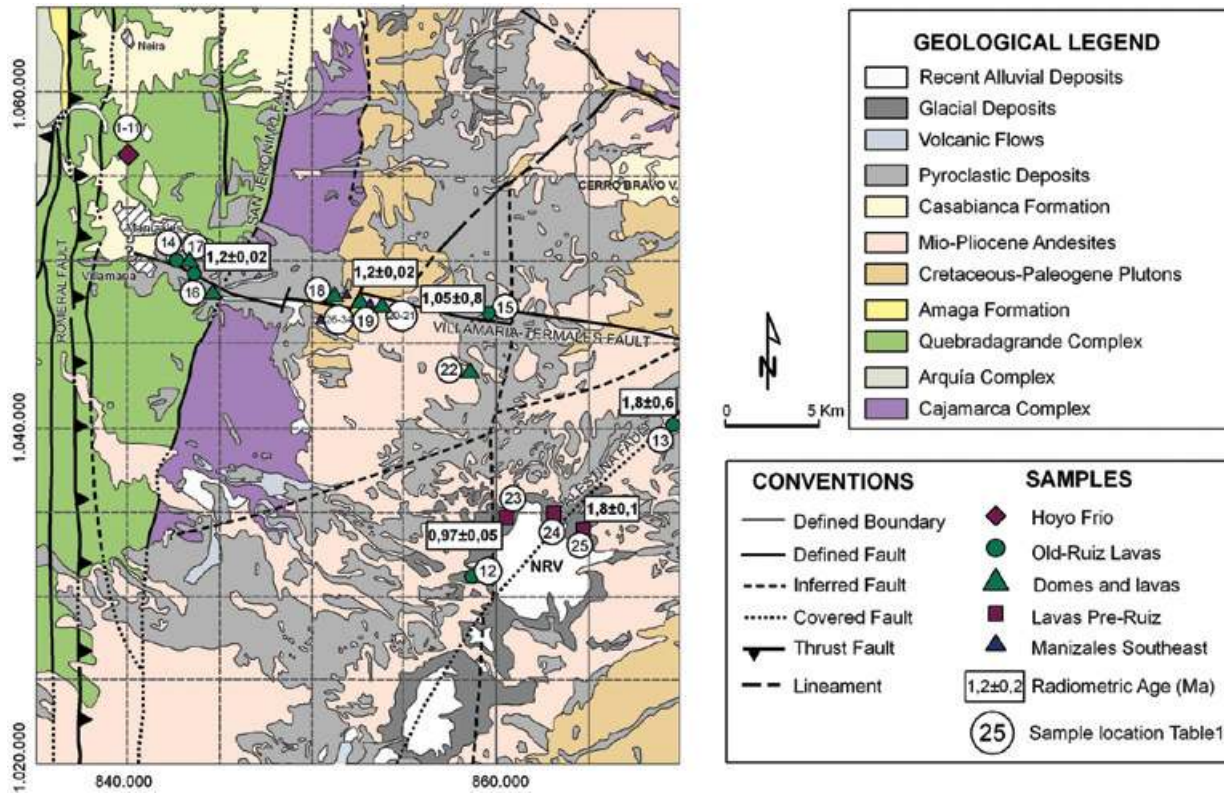 Neira
1.060.000
1-11
SAN JERONIMO FAULT
CERRO BRAVO V.
14
17
1,2±0,02
Villamaria
16
ROMERAL FAULT
18
1,2±0,02
1,05±0,8
15
19
20-21
VILLAMARIA-TERMALES FAULT
22
1,8±0,6
1.040.000
13
23
1,8±0,1
24
25
0,97±0,05
NRV
12
1.020.000
840.000
860.000
N
0
5 Km
GEOLOGICAL LEGEND
Recent Alluvial Deposits
Glacial Deposits
Volcanic Flows
Pyroclastic Deposits
Casabianca Formation
Mio-Pliocene Andesites
Cretaceous-Paleogene Plutons
Amaga Formation
Quebradagrande Complex
Arquía Complex
Cajamarca Complex
CONVENTIONS
Defined Boundary
Defined Fault
Inferred Fault
Covered Fault
Thrust Fault
Lineament
SAMPLES
Hoyo Frio
Old-Ruiz Lavas
Domes and lavas
Lavas Pre-Ruiz
Manizales Southeast
1,2±0,2 Radiometric Age (Ma)
25 Sample location Table1